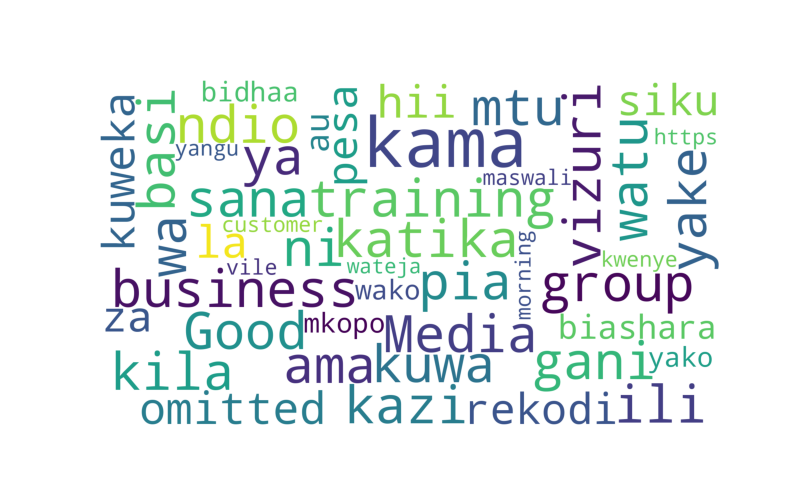 bidhaa
hii
mtu
siku
kuweka
basi
ndio
au
pesa
kama
vizuri
watu
https
yangu
ya
maswali
yake
sana
training
wa
la
customer
ni
katika
morning
kwenye
vile
wateja
business
wako
pia
group
za
Good
mkopo
Media
biashara
kila
ama
kuwa
gani
yako
omitted
kazi
rekodi
ili